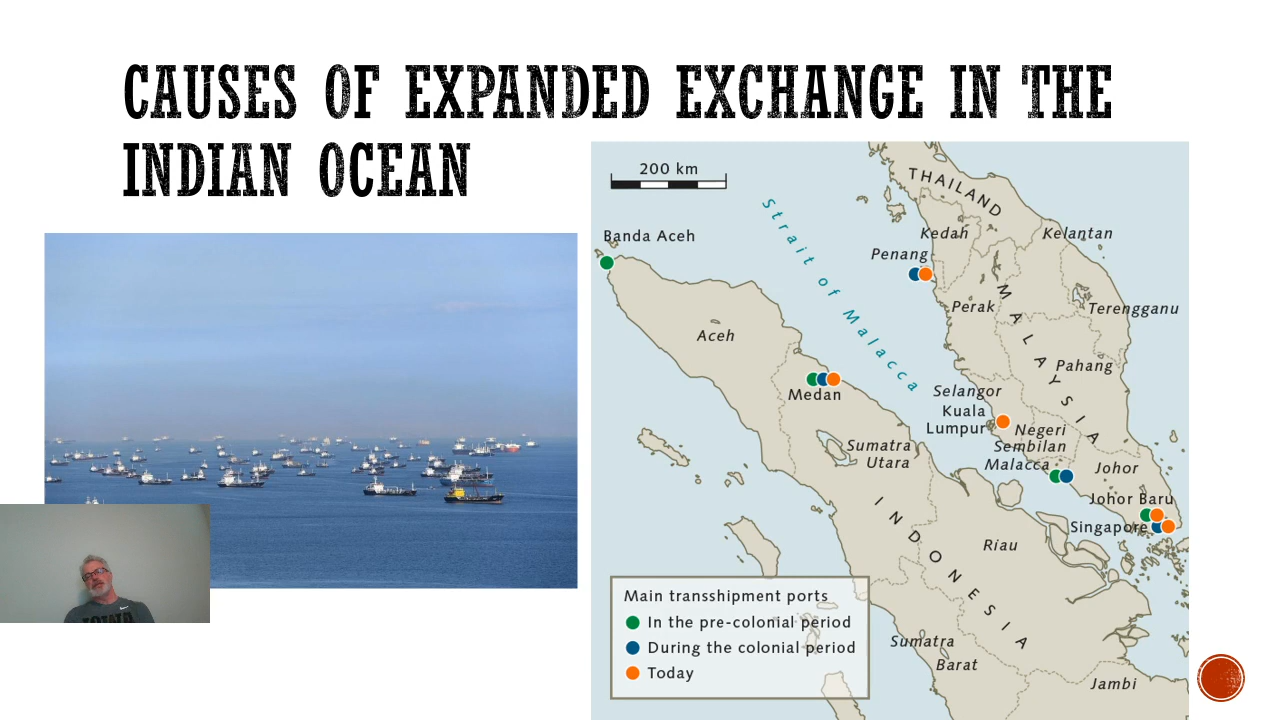 CAUSES OF EXPANDED EXCHANGE IN THE
INDIAN OCEAN
200 km
THAILAND
Strait of Malacca
Banda Aceh
Kedah
Kelantan
Penang
Perak
Terengganu
MALAYSIA
Aceh
Pahang
Medan
Selangor
Kuala
Lumpur
Negeri
Sembilan
Sumatra
Utara
Malacca
Johor
Johor Baru
Singapore
INDONESIA
Riau
Main transshipment ports
In the pre-colonial period
During the colonial period
Today
Sumatra
Barat
Jambi